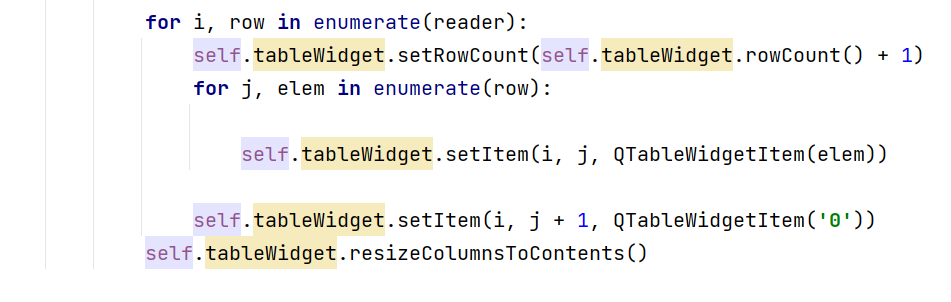 for i, row in enumerate(reader):
self.tableWidget.setRowCount(self.tableWidget.rowCount() + 1)
for j, elem in enumerate(row):
self.tableWidget.setItem(i, j, QTableWidgetItem(elem))
self.tableWidget.setItem(i, j + 1, QTableWidgetItem('0'))
self.tableWidget.resizeColumnsToContents()